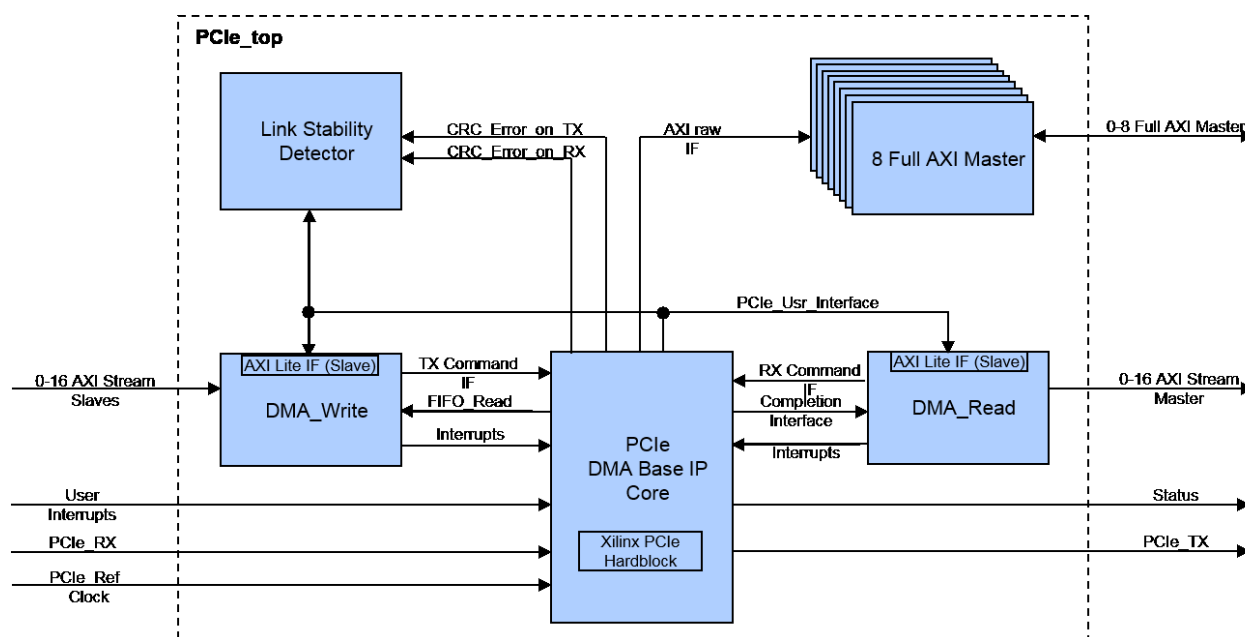 PCIe_top
Link Stability
Detector
CRC_Error_on_TX
CRC_Error_on_RX
AXI raw
IF
8 Full AXI Master
0-8 Full AXI Master
PCIe_Usr_Interface
0-16 AXI Stream
Slaves
AXI Lite IF (Slave)
DMA_Write
TX Command
IF
FIFO_Read
Interrupts
PCIe
DMA Base IP
Core
Xilinx PCIe
Hardblock
RX Command
IF
Completion
Interface
Interrupts
AXI Lite IF (Slave)
DMA_Read
0-16 AXI Stream
Master
User
Interrupts
PCIe_RX
PCIe_Ref
Clock
Status
PCIe_TX